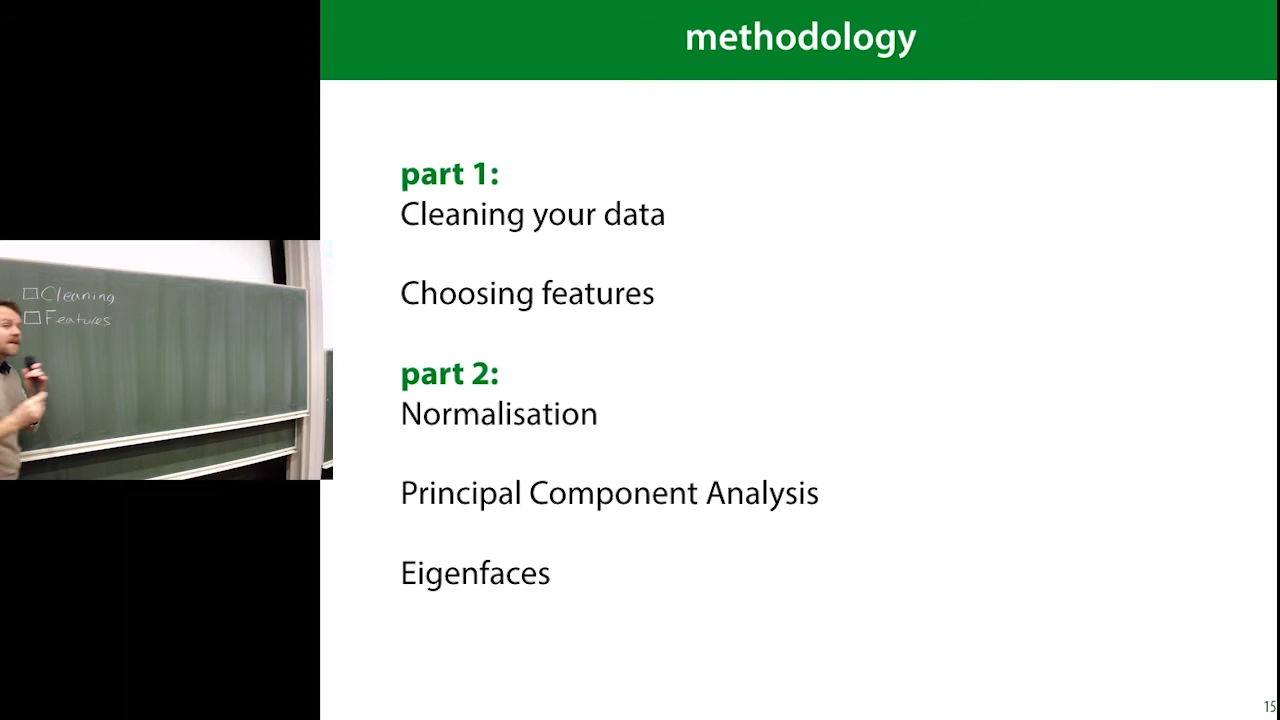 methodology
part 1:
Cleaning your data
Choosing features
part 2:
Normalisation
Principal Component Analysis
Eigenfaces
15
Cleaning
Features